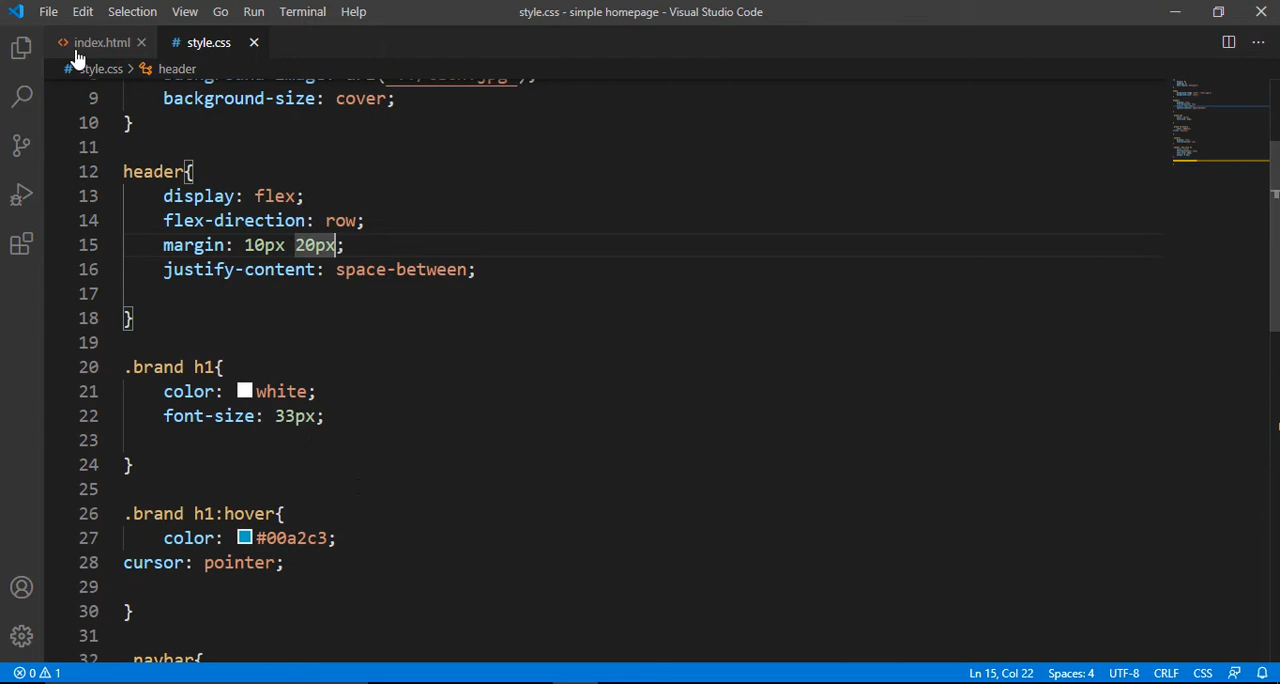 File Edit Selection View Go Run Terminal Help style.css - simple homepage - Visual Studio Code
index.html style.css
# style.css > header
9 background-size: cover;
10 }
11
12 header{
13 display: flex;
14 flex-direction: row;
15 margin: 10px 20px;
16 justify-content: space-between;
17
18 }
19
20 .brand h1{
21 color: white;
22 font-size: 33px;
23
24 }
25
26 .brand h1:hover{
27 color: #00a2c3;
28 cursor: pointer;
29
30 }
31
32 .navbar{
0 1 Ln 15, Col 22 Spaces: 4 UTF-8 CRLF CSS